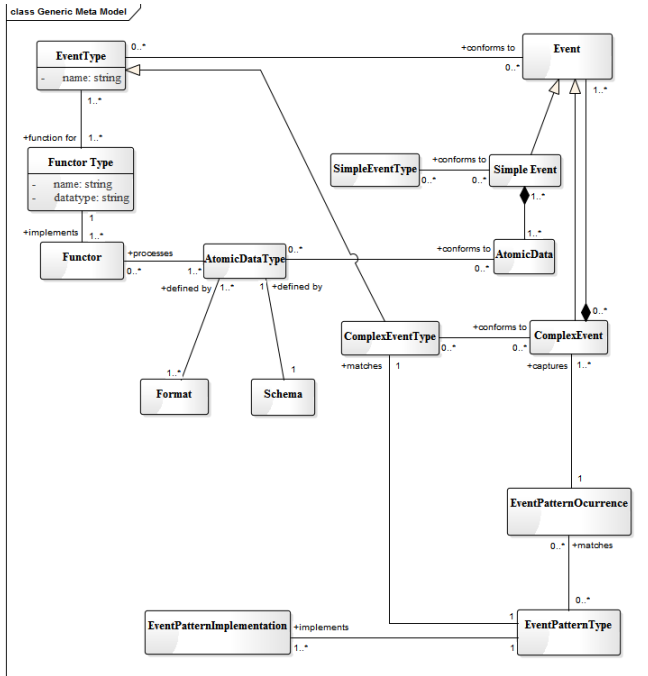 class Generic Meta Model
EventType
- name: string
0..*
+conforms to
0..*
Event
1..*
1..*
+function for
1..*
Functor Type
- name: string
- datatype: string
SimpleEventType
+conforms to
0..*
0..*
Simple Event
1..*
1
+implements
1..*
Functor
+processes
0..*
1..*
AtomicDataType
0..*
+conforms to
0..*
1..*
AtomicData
+defined by
1..*
1
+defined by
0..*
ComplexEventType
+conforms to
0..*
0..*
ComplexEvent
+matches
1
+captures
1..*
1..*
Format
1
Schema
1
EventPatternOcurrence
0..*
+matches
0..*
EventPatternImplementation
+implements
1..*
1
1
EventPatternType